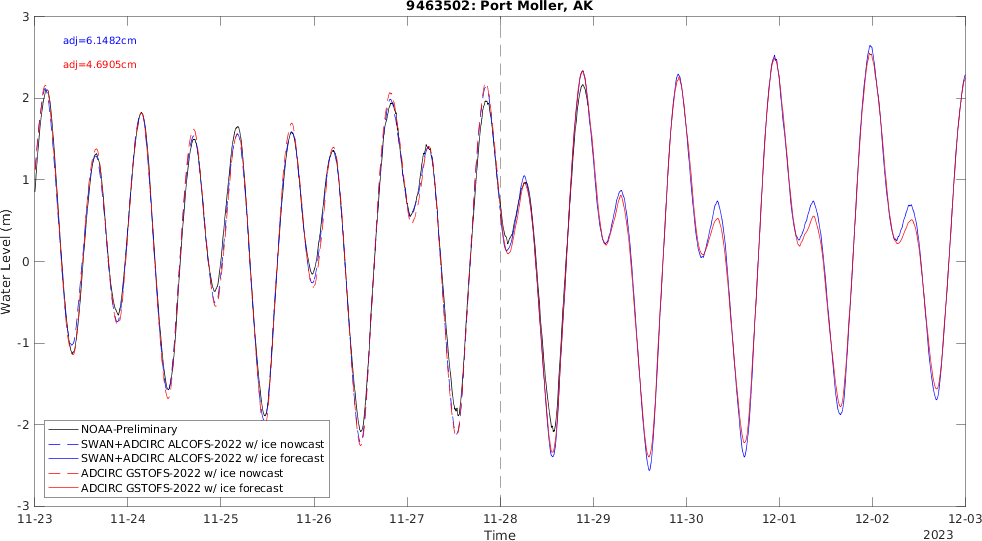 9463502: Port Moller, AK
adj=6.1482cm
adj=4.6905cm
Water Level (m)
3
2
1
0
-1
-2
-3
NOAA-Preliminary
SWAN+ADCIRC ALCOFS-2022 w/ ice nowcast
SWAN+ADCIRC ALCOFS-2022 w/ ice forecast
ADCIRC GSTOFS-2022 w/ ice nowcast
ADCIRC GSTOFS-2022 w/ ice forecast
11-23 11-24 11-25 11-26 11-27 11-28 11-29 11-30 12-01 12-02 12-03
Time
2023